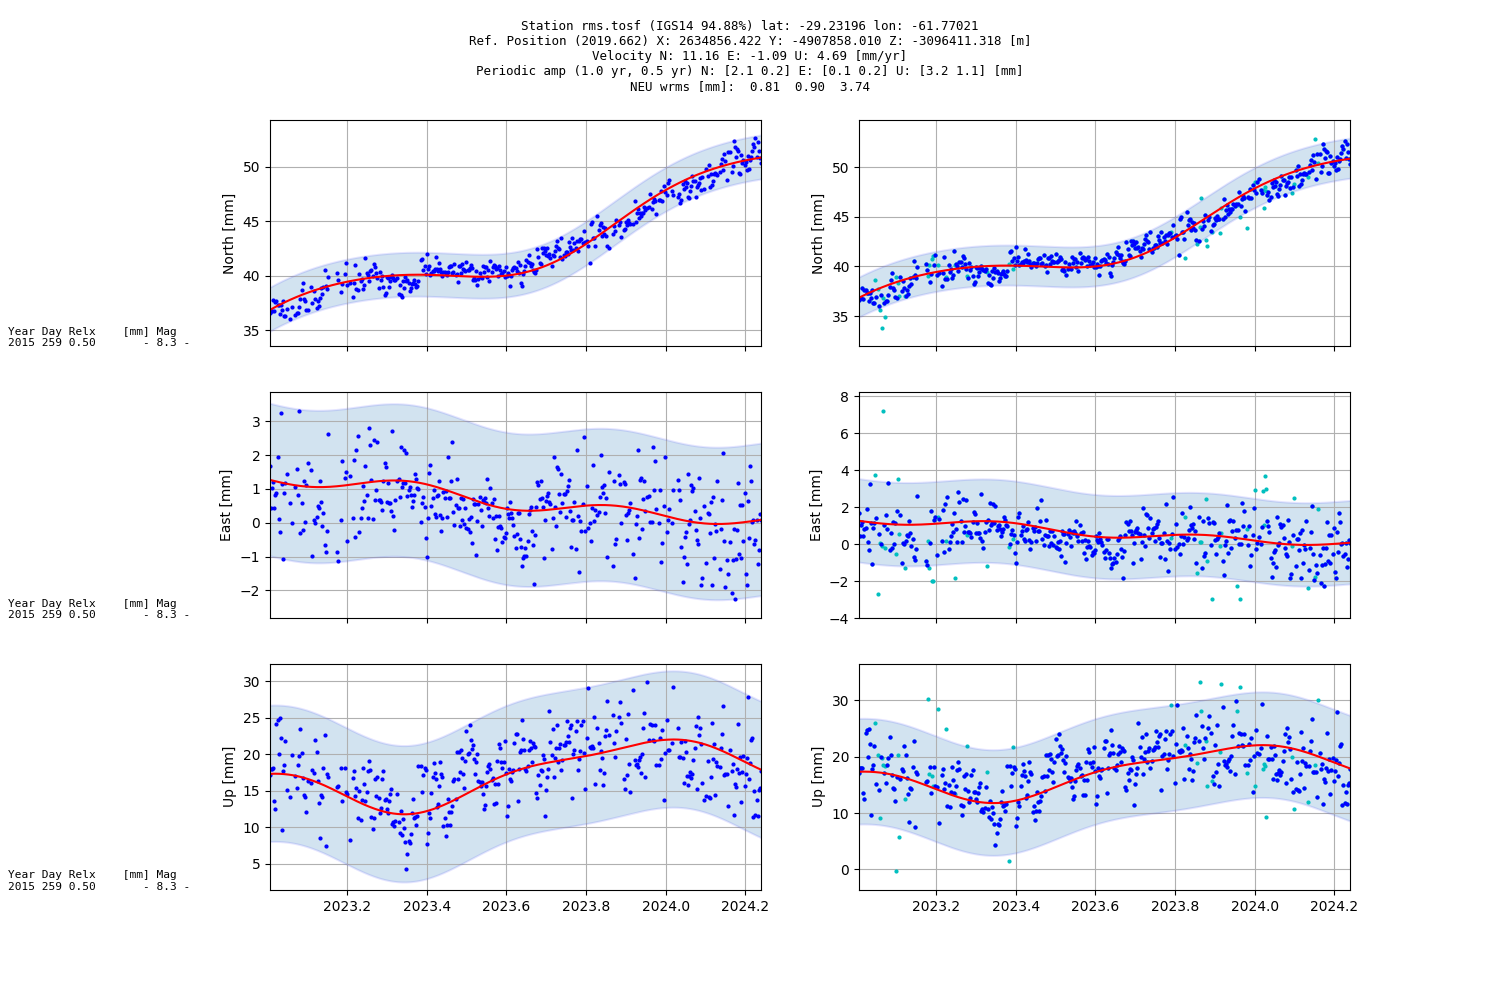 Station rms.tosf (IGS14 94.88%) lat: -29.23196 lon: -61.77021
Ref. Position (2019.662) X: 2634856.422 Y: -4907858.010 Z: -3096411.318 [m]
Velocity N: 11.16 E: -1.09 U: 4.69 [mm/yr]
Periodic amp (1.0 yr, 0.5 yr) N: [2.1 0.2] E: [0.1 0.2] U: [3.2 1.1] [mm]
NEU wrms [mm]:  0.81  0.90  3.74
North [mm]
50
45
40
35
Year Day Relx    [mm] Mag
2015 259 0.50       - 8.3 -
North [mm]
50
45
40
35
East [mm]
3
2
1
0
−1
−2
Year Day Relx    [mm] Mag
2015 259 0.50       - 8.3 -
East [mm]
8
6
4
2
0
−2
−4
Up [mm]
30
25
20
15
10
5
Year Day Relx    [mm] Mag
2015 259 0.50       - 8.3 -
2023.2 2023.4 2023.6 2023.8 2024.0 2024.2
Up [mm]
30
20
10
0
2023.2 2023.4 2023.6 2023.8 2024.0 2024.2